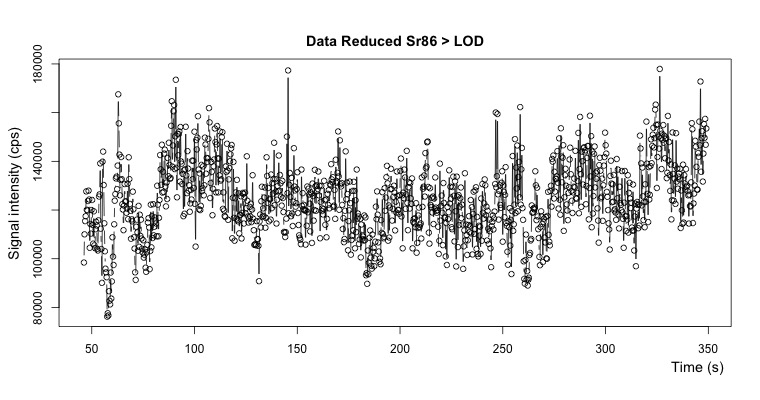 Data Reduced Sr86 > LOD
Signal intensity (cps)
180000
140000
100000
80000
50 100 150 200 250 300 350
Time (s)